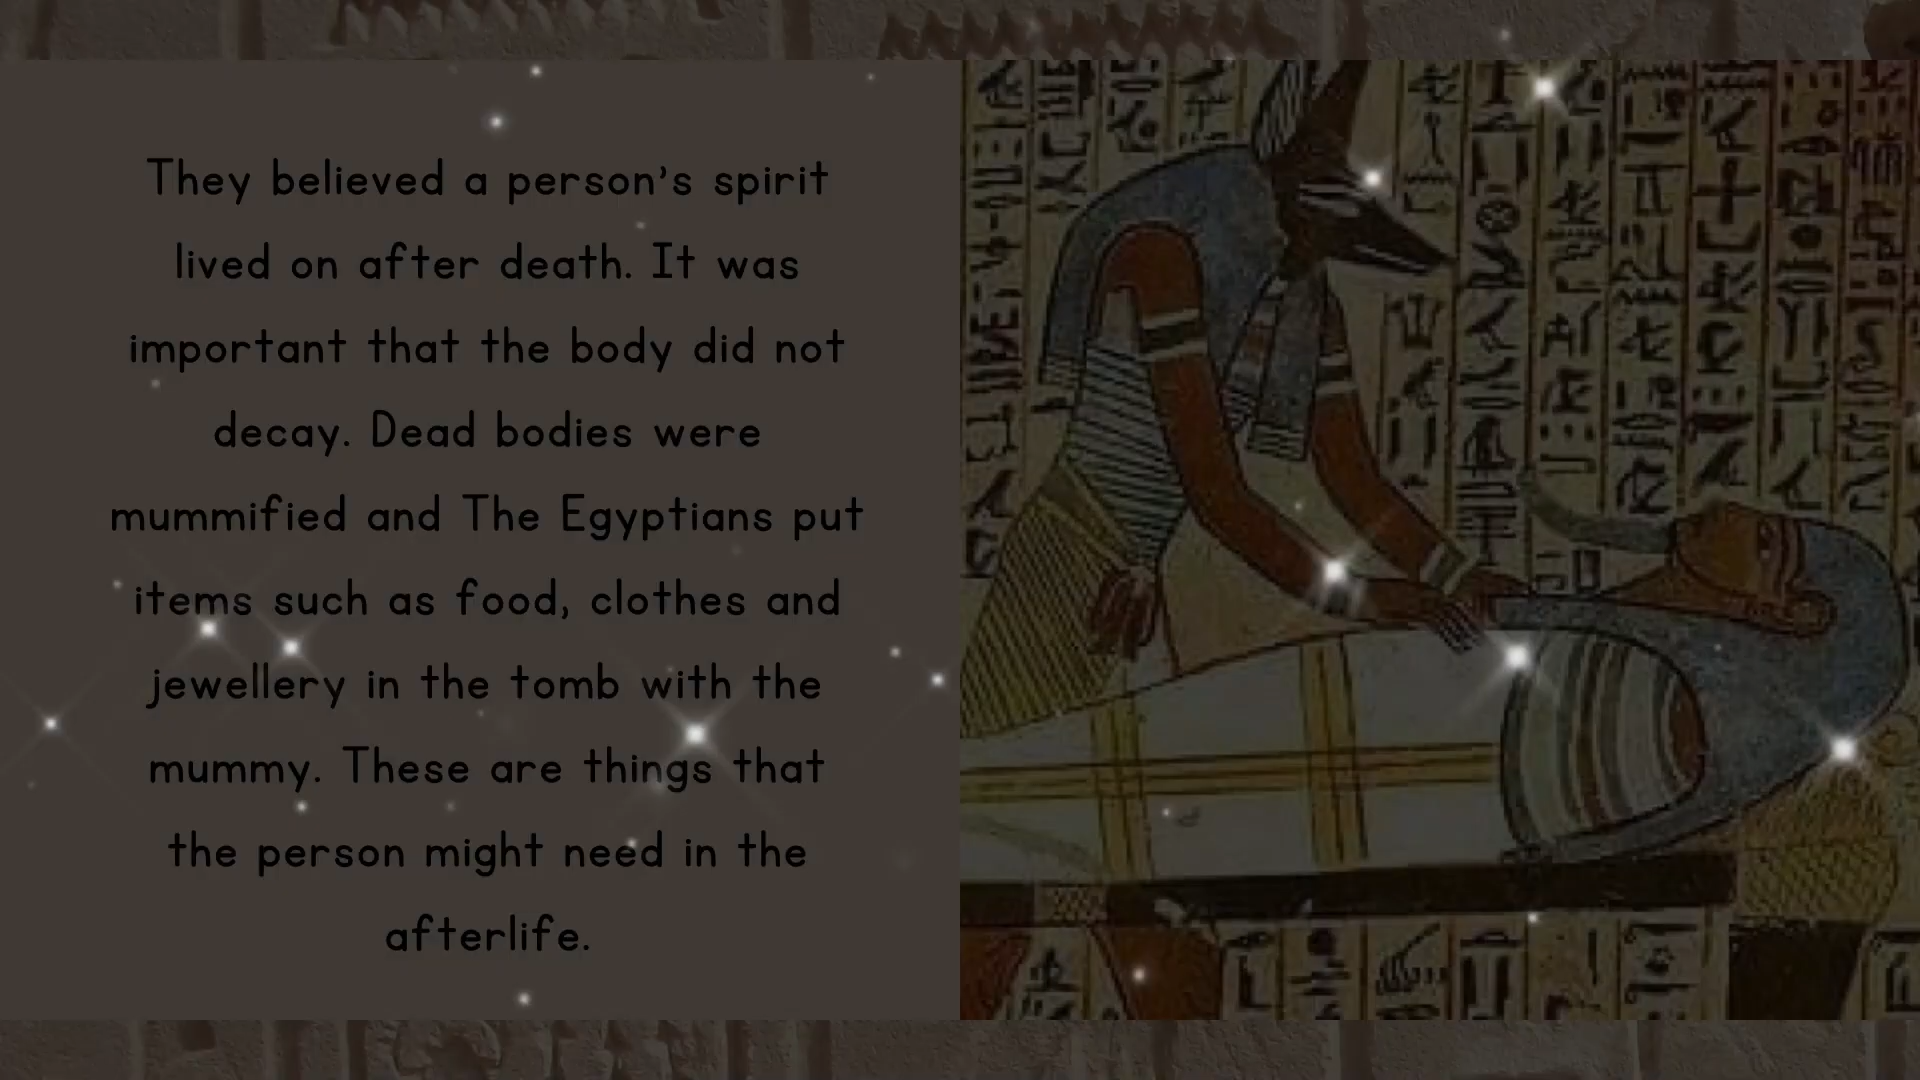 They believed a person's spirit
lived on after death. It was
important that the body did not
decay. Dead bodies were
mummified and The Egyptians put
items such as food, clothes and
jewellery in the tomb with the
mummy. These are things that
the person might need in the
afterlife.